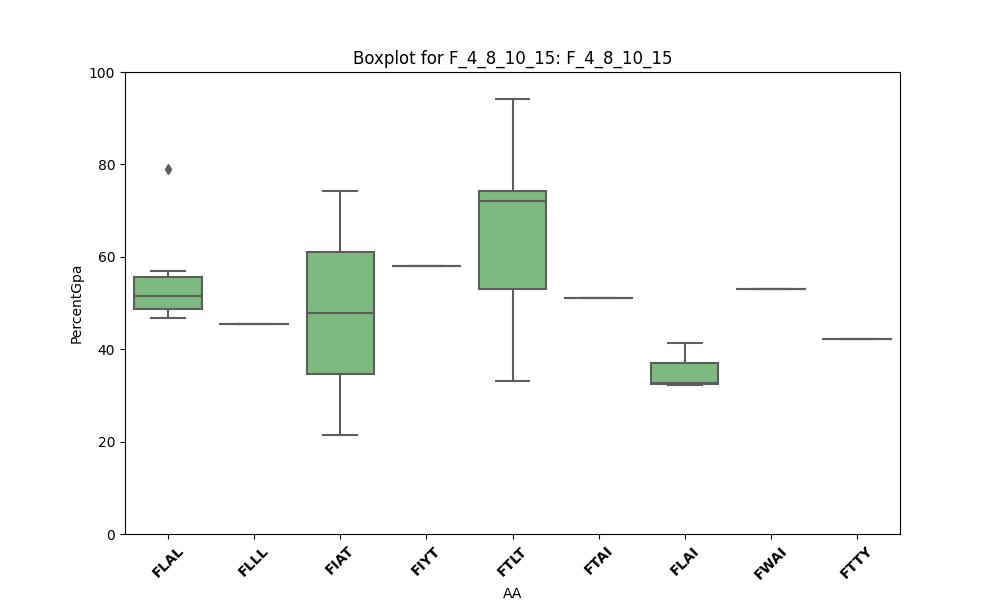 Boxplot for F_4_8_10_15: F_4_8_10_15
100
80
60
40
20
0
PercentGpa
FLAL FLLL FIAT FIYT FTLT FTAI FLAI FWAI FTTY
AA